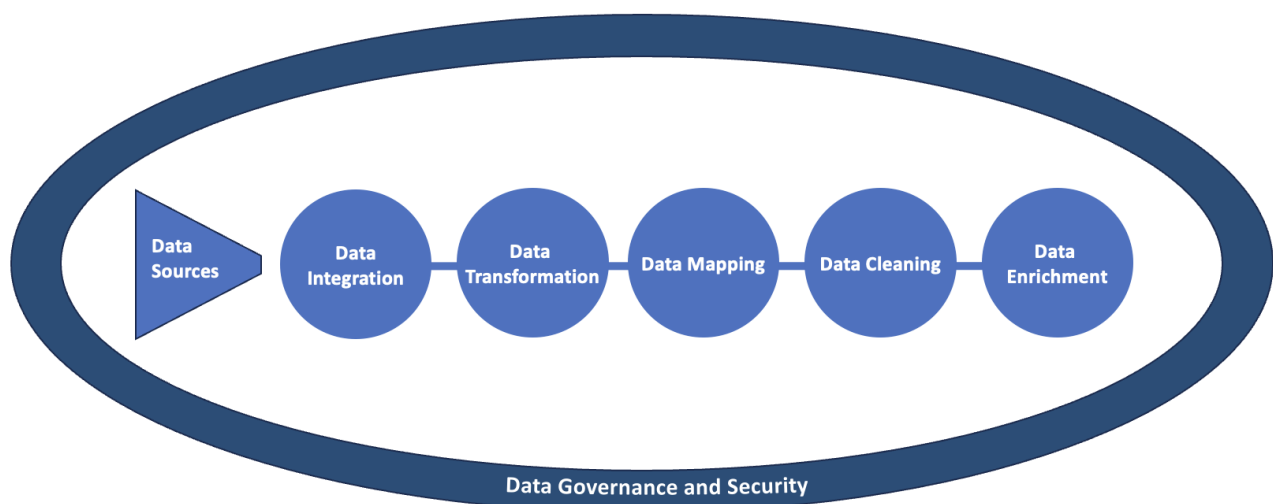 Data
Sources
Data
Integration
Data
Transformation
Data Mapping
Data Cleaning
Data
Enrichment
Data Governance and Security